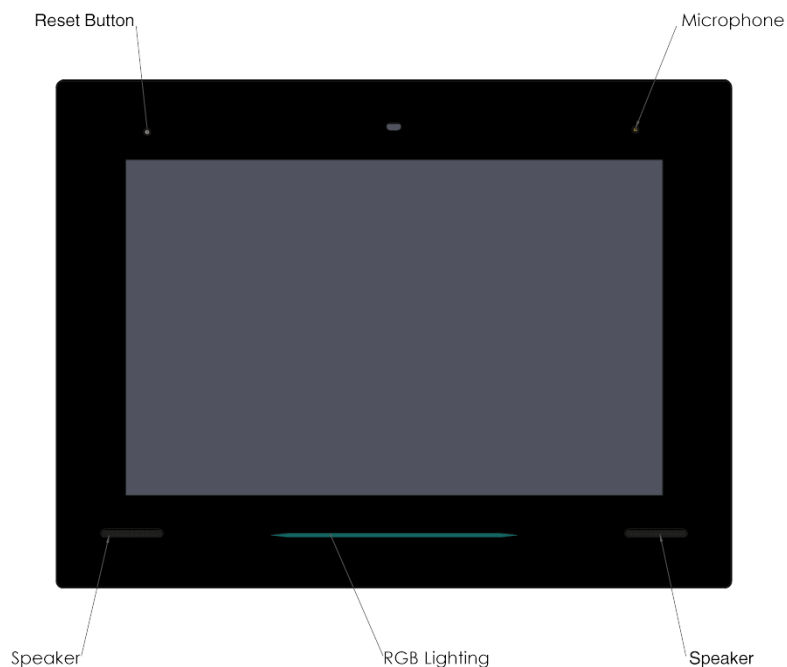 Reset Button
Microphone
Speaker
RGB Lighting
Speaker